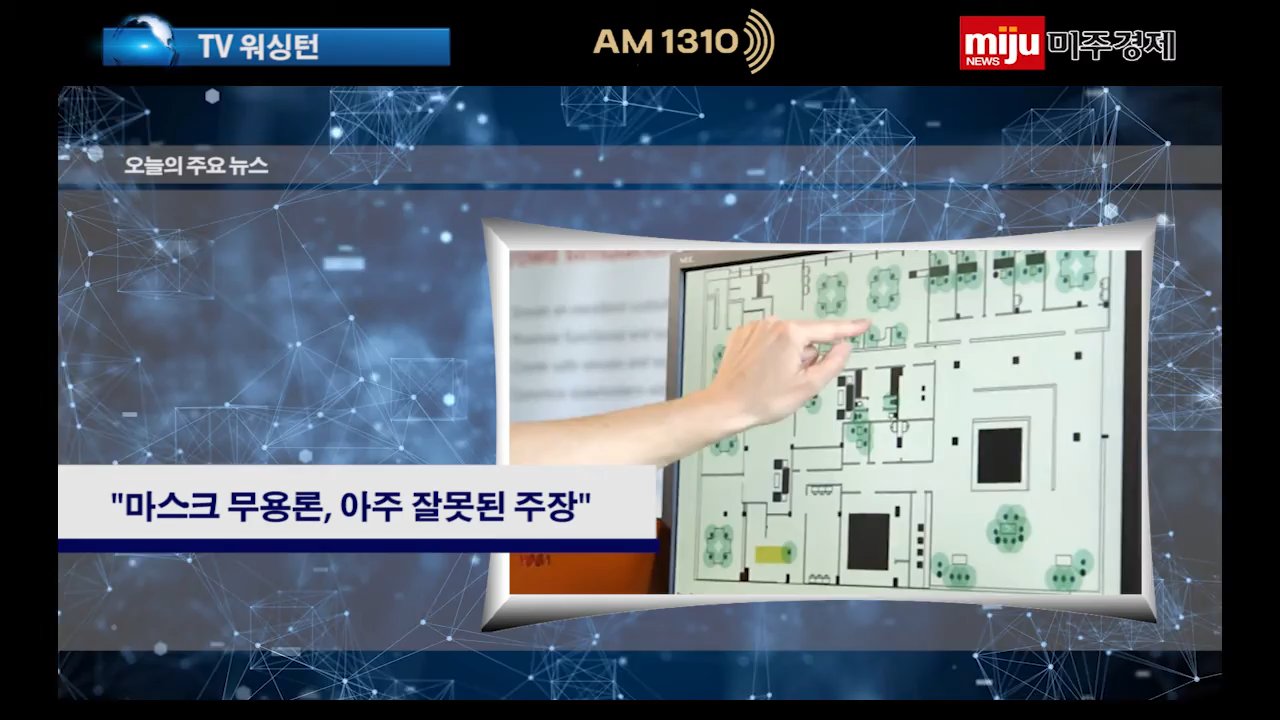 TV 워싱턴
AM 1310
miju
NEWS
미주경제
오늘의 주요 뉴스
NEC
"마스크 무용론, 아주 잘못된 주장"